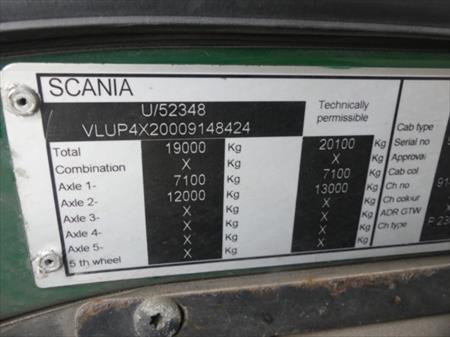 SCANIA
U/52348
VLUP4X20009148424
Technically permissible
Total 19000 Kg 20100 Kg
Combination X Kg X Kg
Axle 1- 7100 Kg 7100 Kg
Axle 2- 12000 Kg 13000 Kg
Axle 3- X Kg X Kg
Axle 4- X Kg X Kg
Axle 5- X Kg X Kg
5 th wheel X Kg X Kg
Cab type
Serial no
Approval
Cab col
Ch no 91
Ch colour
ADR GTW X
Ch type